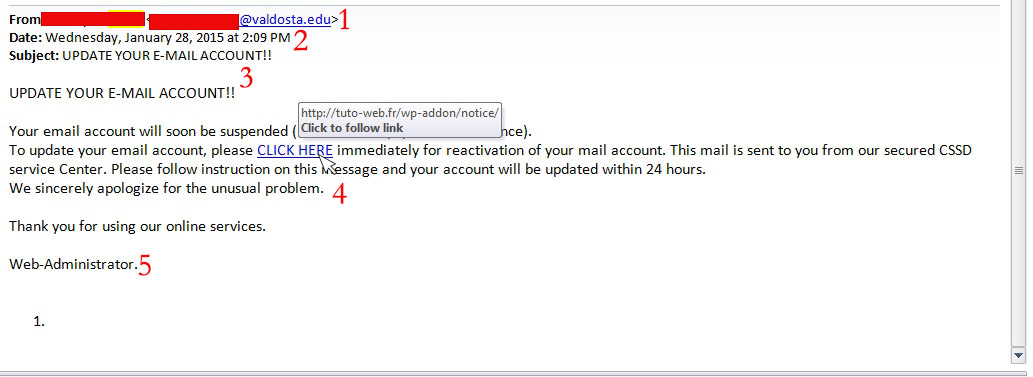 From <@valdosta.edu> 1
Date: Wednesday, January 28, 2015 at 2:09 PM 2
Subject: UPDATE YOUR E-MAIL ACCOUNT!!
3
UPDATE YOUR E-MAIL ACCOUNT!!
http://tuto-web.fr/wp-addon/notice/
Click to follow link
Your email account will soon be suspended ( nce).
To update your email account, please CLICK HERE immediately for reactivation of your mail account. This mail is sent to you from our secured CSSD
service Center. Please follow instruction on this message and your account will be updated within 24 hours.
We sincerely apologize for the unusual problem. 4
Thank you for using our online services.
Web-Administrator. 5
1.